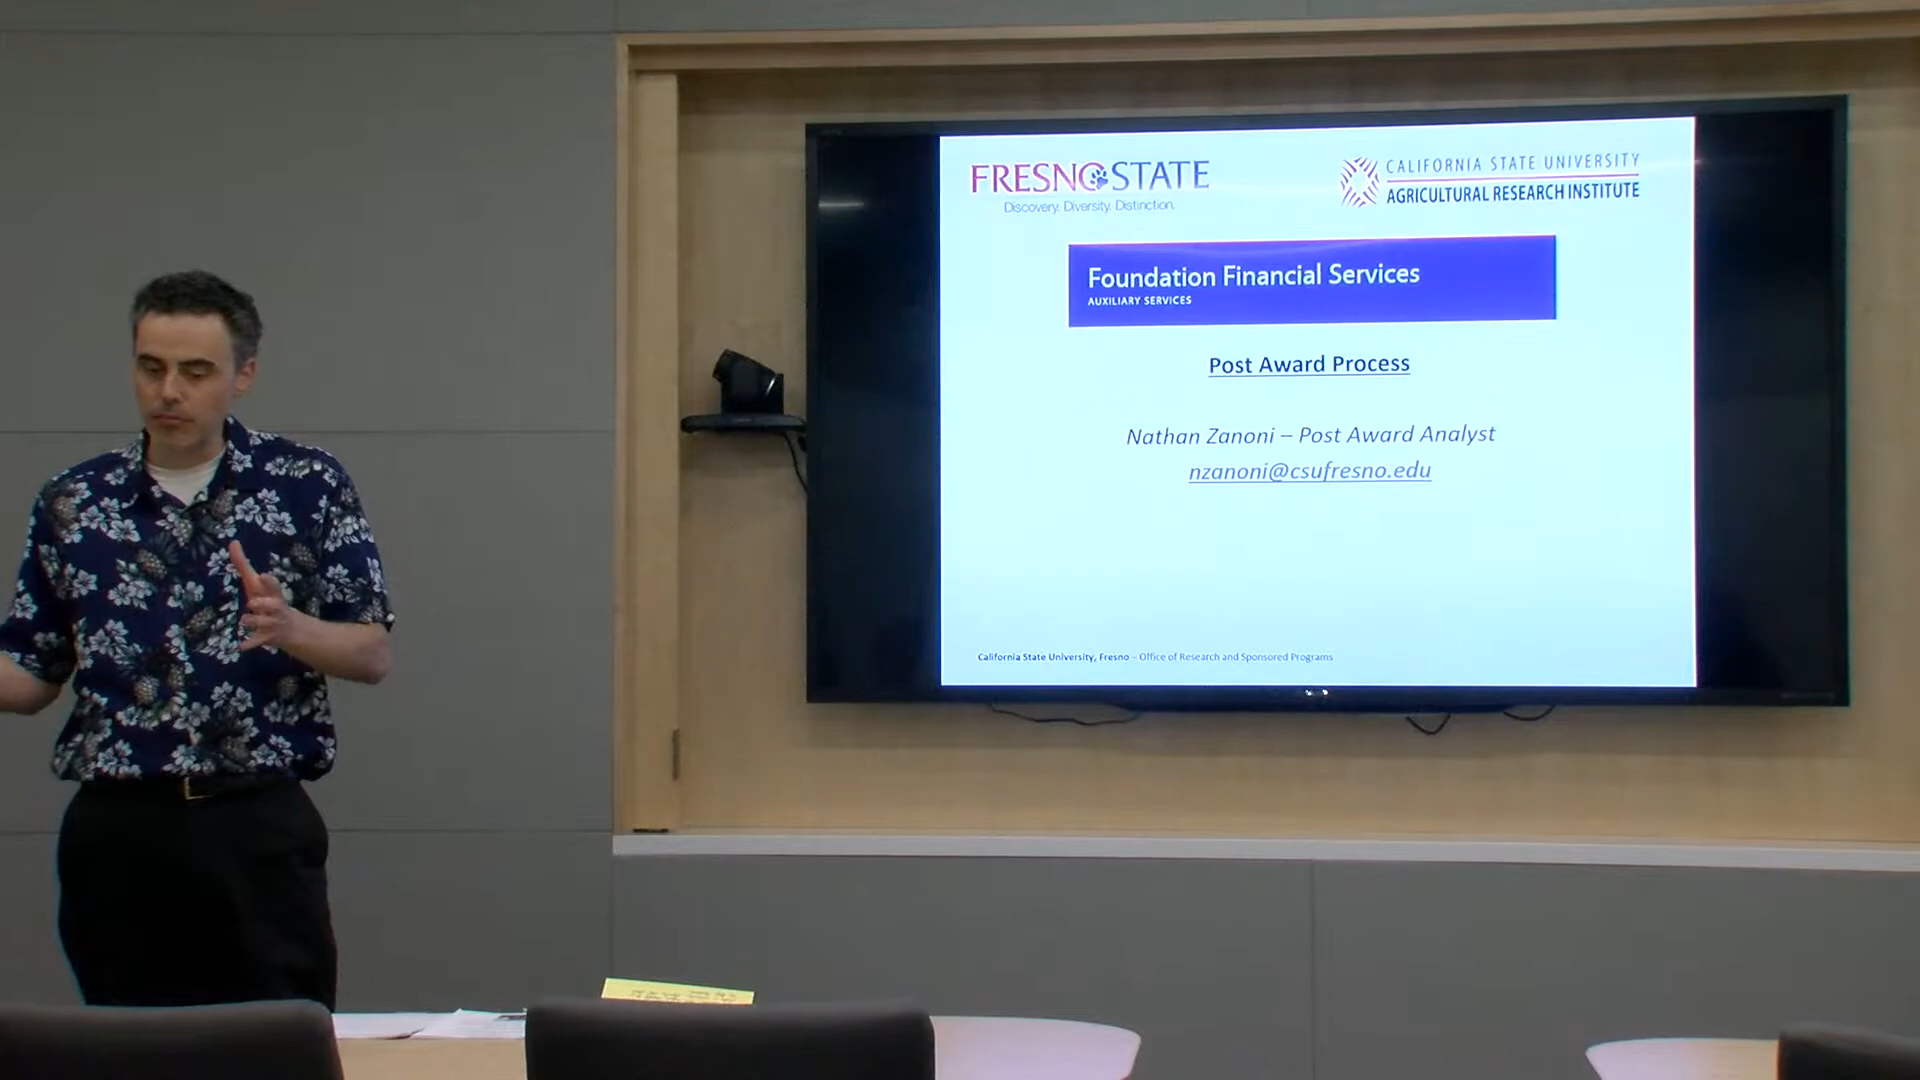 FRESNO STATE
Discovery. Diversity. Distinction.
CALIFORNIA STATE UNIVERSITY
AGRICULTURAL RESEARCH INSTITUTE
Foundation Financial Services
AUXILIARY SERVICES
Post Award Process
Nathan Zanoni – Post Award Analyst
nzanoni@csufresno.edu
California State University, Fresno – Office of Research and Sponsored Programs